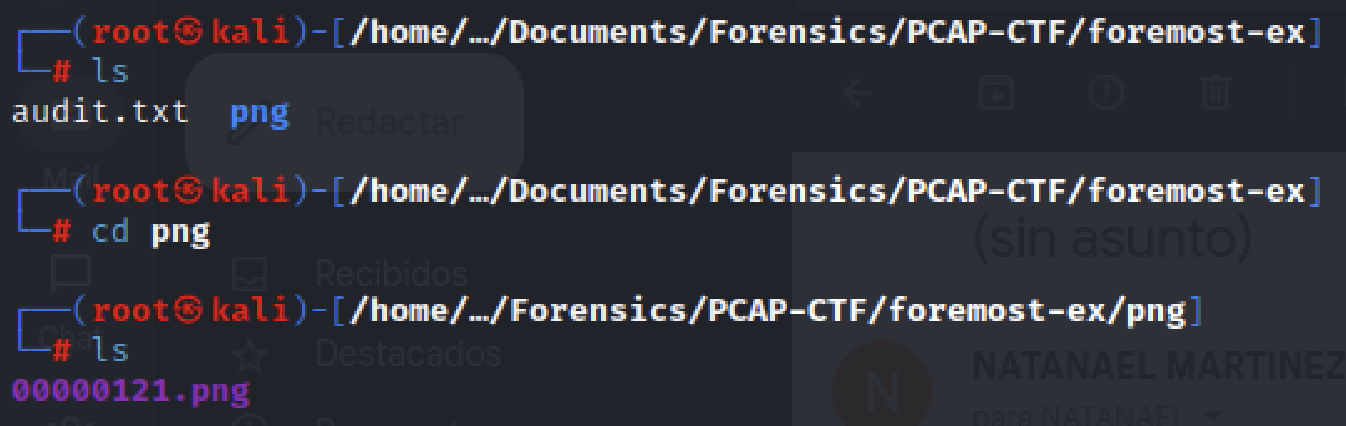 ┌──(root㉿kali)-[/home/…/Documents/Forensics/PCAP-CTF/foremost-ex]
└─# ls
audit.txt  png
Redactar
Mail
┌──(root㉿kali)-[/home/…/Documents/Forensics/PCAP-CTF/foremost-ex]
└─# cd png
(sin asunto)
Recibidos
┌──(root㉿kali)-[/home/…/Forensics/PCAP-CTF/foremost-ex/png]
Chat
└─# ls
Destacados
NATANAEL MARTINEZ
N
00000121.png
para NATANAEL